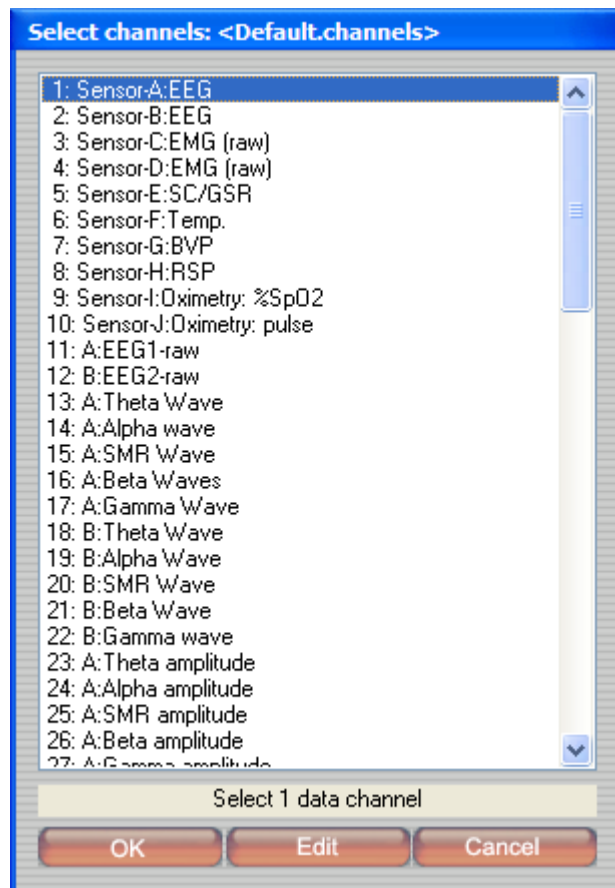 Select channels: <Default.channels>
1: Sensor-A:EEG
2: Sensor-B:EEG
3: Sensor-C:EMG (raw)
4: Sensor-D:EMG (raw)
5: Sensor-E:SC/GSR
6: Sensor-F:Temp.
7: Sensor-G:BVP
8: Sensor-H:RSP
9: Sensor-I:Oximetry: %SpO2
10: Sensor-J:Oximetry: pulse
11: A:EEG1-raw
12: B:EEG2-raw
13: A:Theta Wave
14: A:Alpha wave
15: A:SMR Wave
16: A:Beta Waves
17: A:Gamma Wave
18: B:Theta Wave
19: B:Alpha Wave
20: B:SMR Wave
21: B:Beta Wave
22: B:Gamma wave
23: A:Theta amplitude
24: A:Alpha amplitude
25: A:SMR amplitude
26: A:Beta amplitude
27: A:Gamma amplitude
Select 1 data channel
OK Edit Cancel